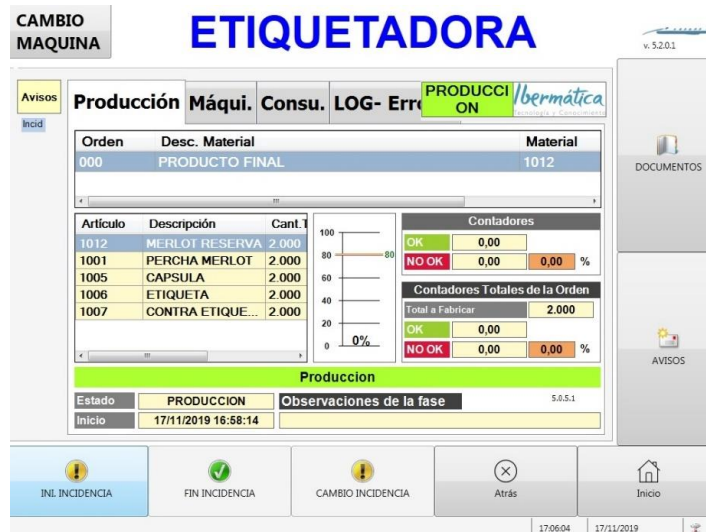 CAMBIO
MAQUINA
ETIQUETADORA
v. 5.2.0.1
Avisos
Incid
Producción Máqui. Consu. LOG- Erro
PRODUCCI
ON
Ibermática
Tecnología y Conocimiento
Orden Desc. Material Material
000 PRODUCTO FINAL 1012
DOCUMENTOS
Artículo Descripción Cant.T
1012 MERLOT RESERVA 2.000
1001 PERCHA MERLOT 2.000
1005 CAPSULA 2.000
1006 ETIQUETA 2.000
1007 CONTRA ETIQUE... 2.000
100
80
80
60
40
20
0
0%
Contadores
OK 0,00
NO OK 0,00 0,00 %
Contadores Totales de la Orden
Total a Fabricar 2.000
OK 0,00
NO OK 0,00 0,00 %
AVISOS
Produccion
Estado PRODUCCION Observaciones de la fase 5.0.5.1
Inicio 17/11/2019 16:58:14
INI. INCIDENCIA FIN INCIDENCIA CAMBIO INCIDENCIA Atrás Inicio
17:06:04 17/11/2019